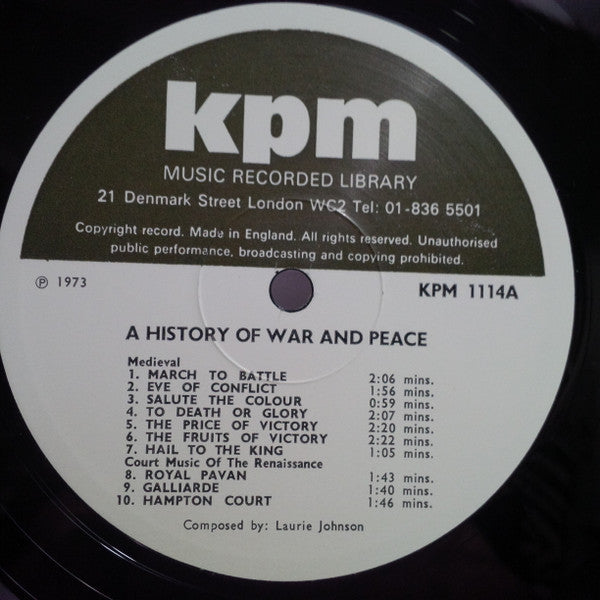 kpm
MUSIC RECORDED LIBRARY
21 Denmark Street London WC2 Tel: 01-836 5501
Copyright record. Made in England. All rights reserved. Unauthorised
public performance, broadcasting and copying prohibited.
℗ 1973 KPM 1114A
A HISTORY OF WAR AND PEACE
Medieval
1. MARCH TO BATTLE 2:06 mins.
2. EVE OF CONFLICT 1:56 mins.
3. SALUTE THE COLOUR 0:59 mins.
4. TO DEATH OR GLORY 2:07 mins.
5. THE PRICE OF VICTORY 2:20 mins.
6. THE FRUITS OF VICTORY 2:22 mins.
7. HAIL TO THE KING 1:05 mins.
Court Music Of The Renaissance
8. ROYAL PAVAN 1:43 mins.
9. GALLIARDE 1:40 mins.
10. HAMPTON COURT 1:46 mins.
Composed by: Laurie Johnson